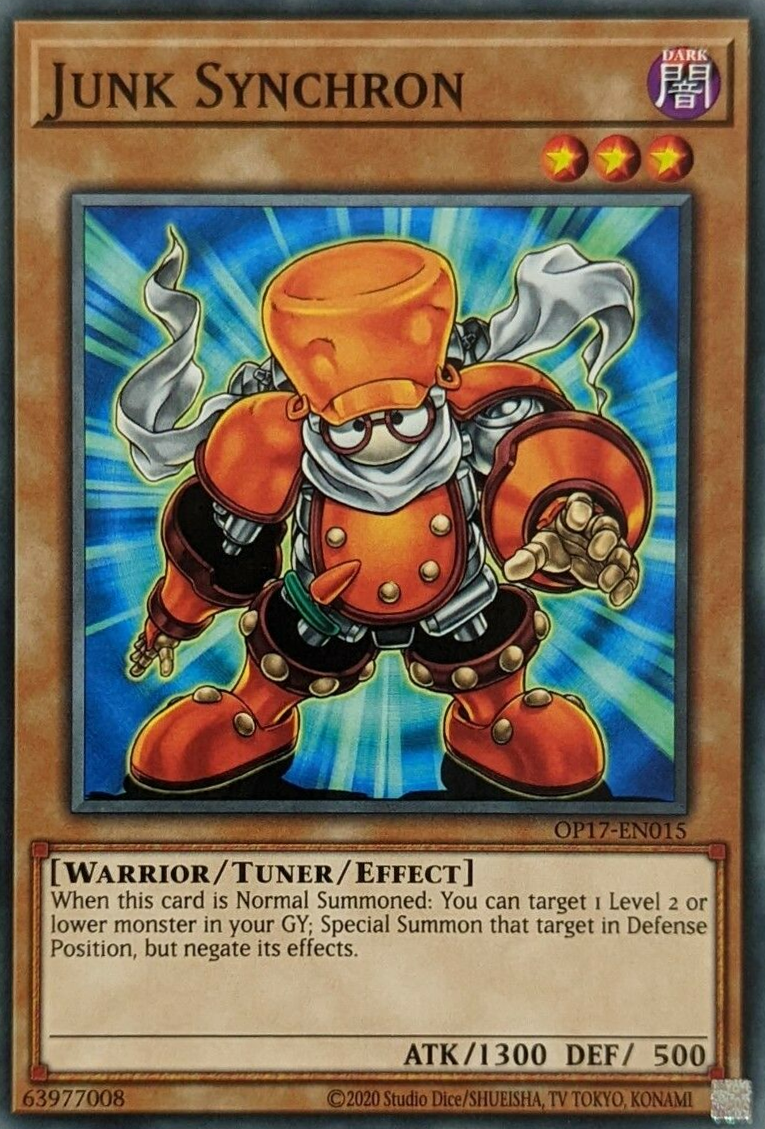 JUNK SYNCHRON
DARK
闇
OP17-EN015
[WARRIOR/TUNER/EFFECT]
When this card is Normal Summoned: You can target 1 Level 2 or
lower monster in your GY; Special Summon that target in Defense
Position, but negate its effects.
ATK/1300 DEF/ 500
63977008
©2020 Studio Dice/SHUEISHA, TV TOKYO, KONAMI